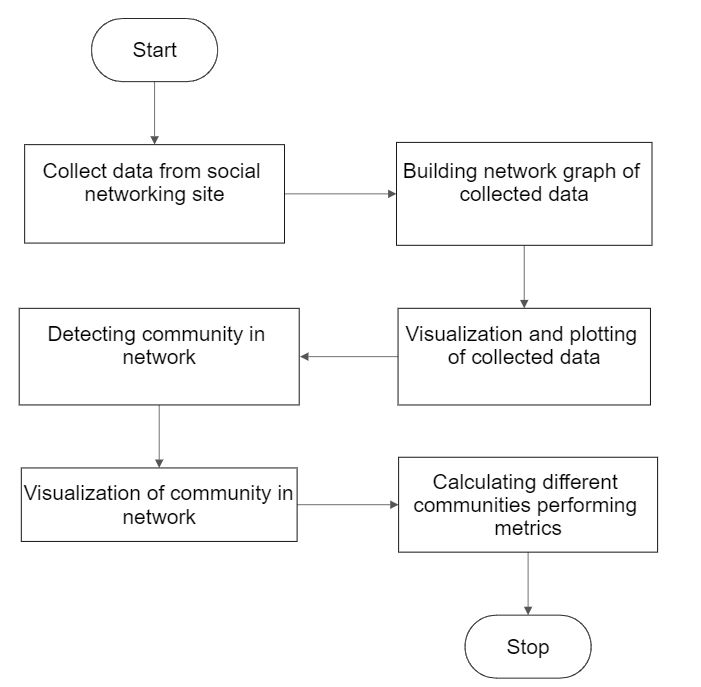 Start
Collect data from social
networking site
Building network graph of
collected data
Visualization and plotting
of collected data
Detecting community in
network
Visualization of community in
network
Calculating different
communities performing
metrics
Stop